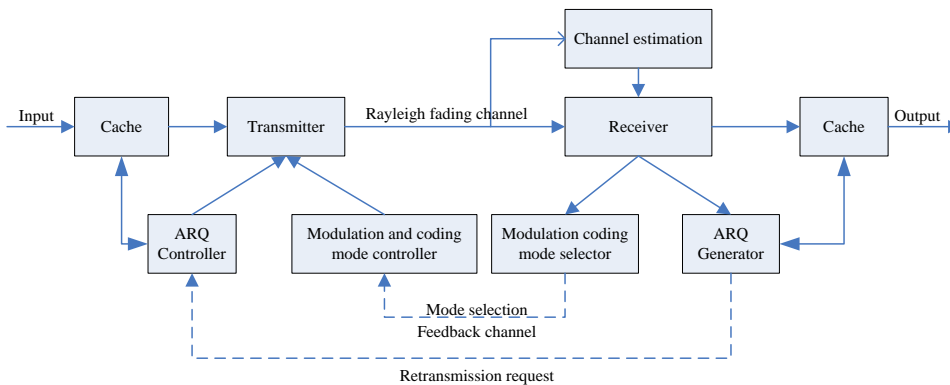 Channel estimation
Input
Cache
Transmitter
Rayleigh fading channel
Receiver
Cache
Output
ARQ
Controller
Modulation and coding
mode controller
Modulation coding
mode selector
ARQ
Generator
Mode selection
Feedback channel
Retransmission request